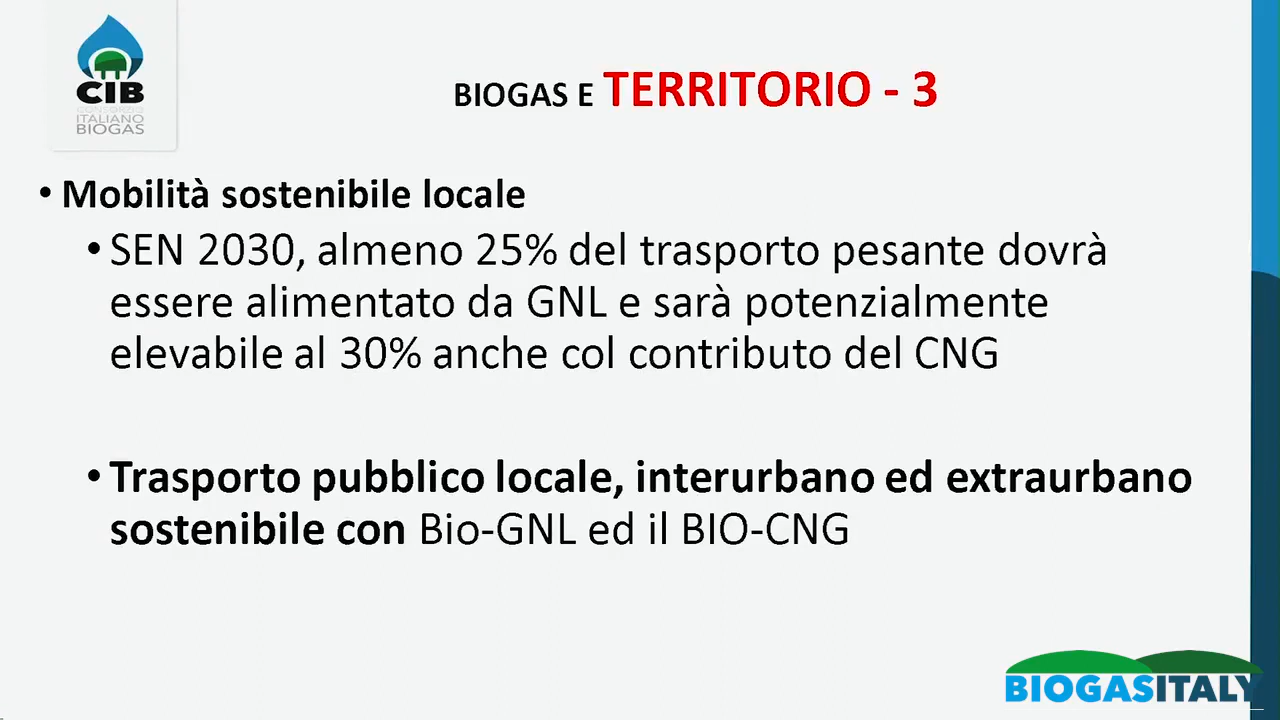 CIB
CONSORZIO
ITALIANO
BIOGAS
BIOGAS E TERRITORIO - 3
• Mobilità sostenibile locale
• SEN 2030, almeno 25% del trasporto pesante dovrà
essere alimentato da GNL e sarà potenzialmente
elevabile al 30% anche col contributo del CNG
• Trasporto pubblico locale, interurbano ed extraurbano
sostenibile con Bio-GNL ed il BIO-CNG
BIOGASITALY